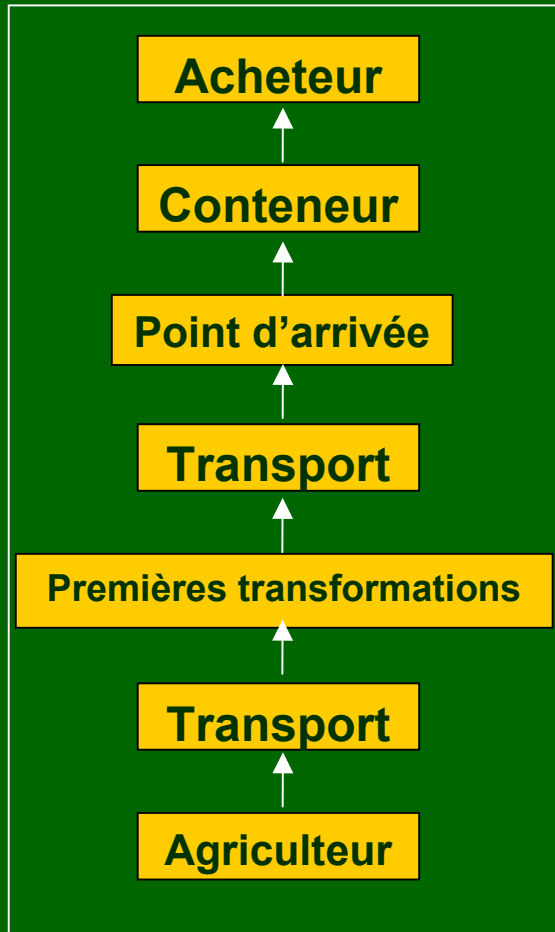 Acheteur
Conteneur
Point d’arrivée
Transport
Premières transformations
Transport
Agriculteur